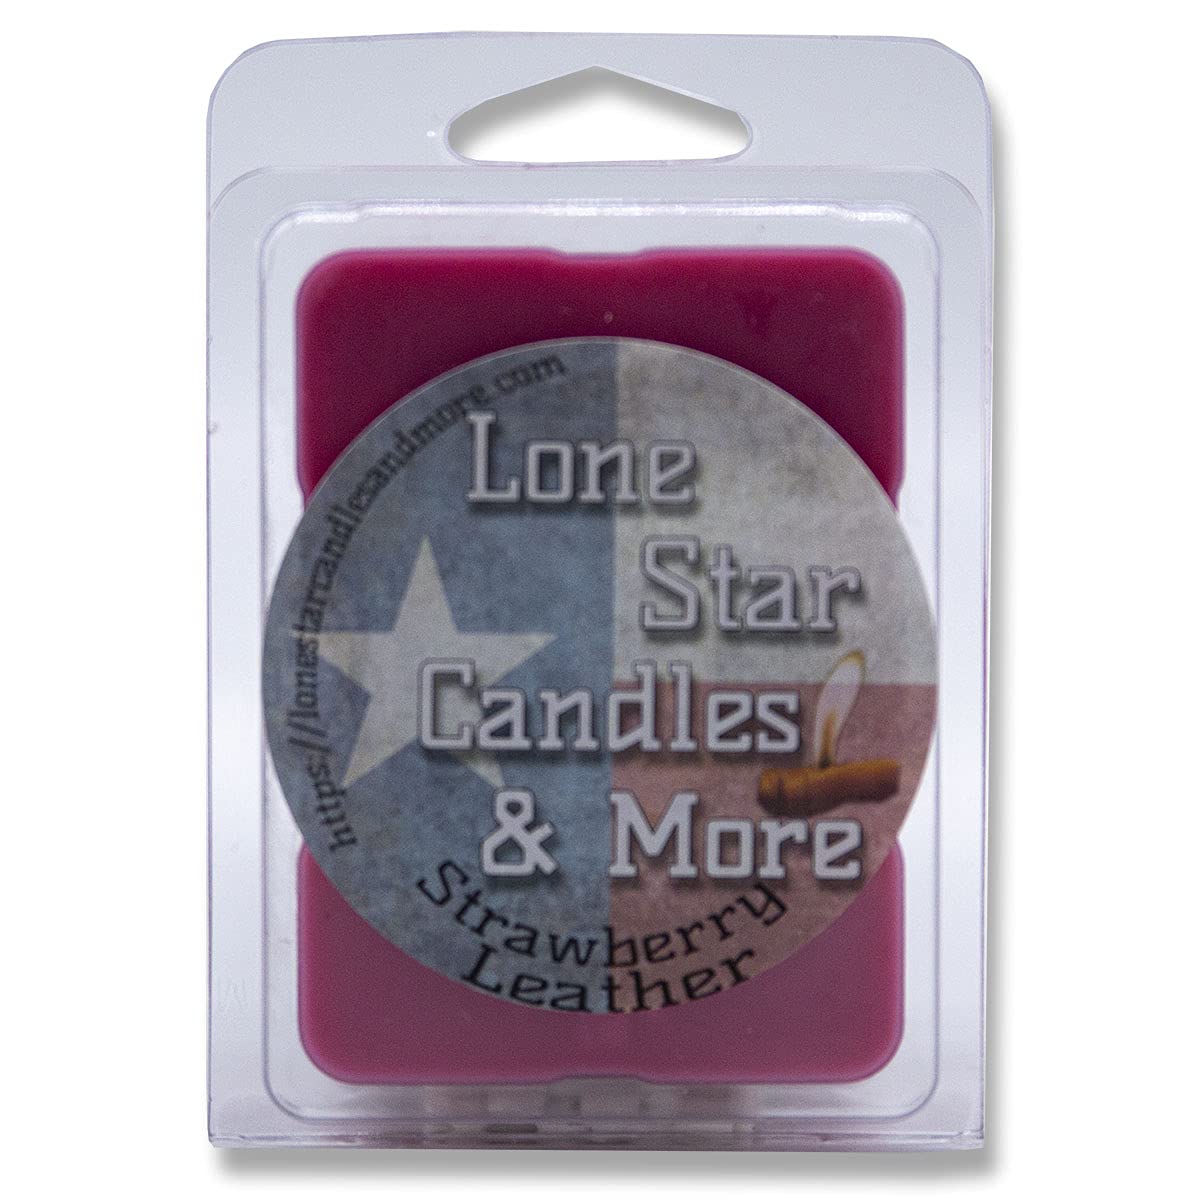 https://lonestarcandlesandmore.com
Lone
Star
Candles
& More
Strawberry
Leather